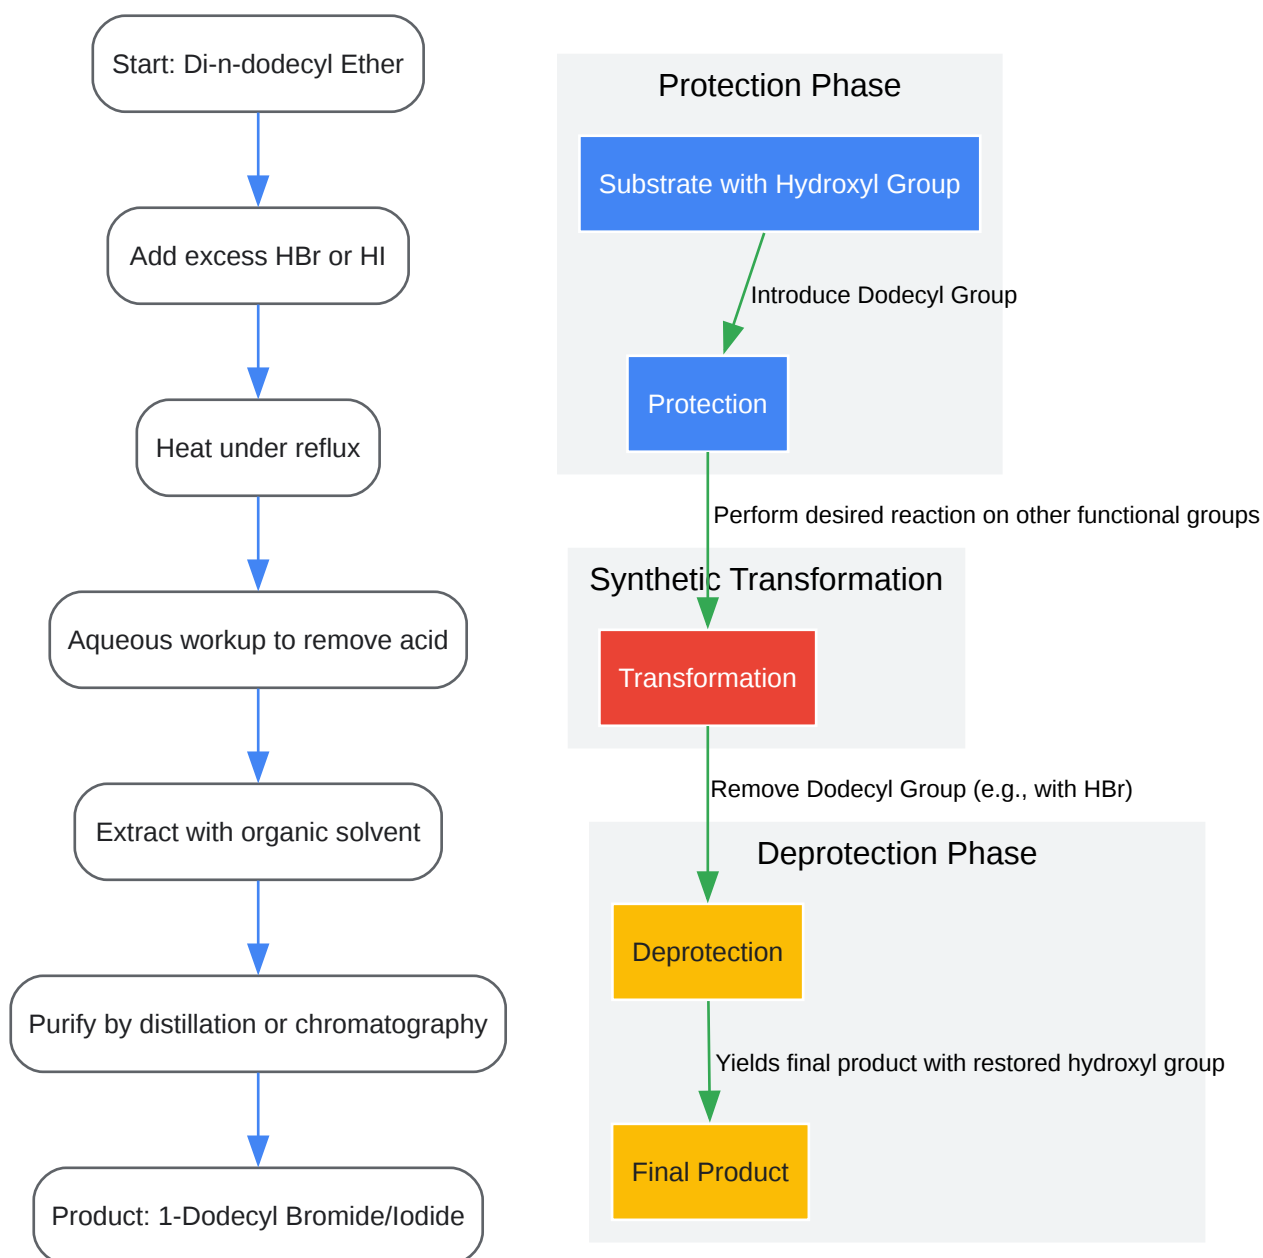 Start: Di-n-dodecyl Ether
Add excess HBr or HI
Heat under reflux
Aqueous workup to remove acid
Extract with organic solvent
Purify by distillation or chromatography
Product: 1-Dodecyl Bromide/Iodide
Protection Phase
Substrate with Hydroxyl Group
Introduce Dodecyl Group
Protection
Perform desired reaction on other functional groups
Synthetic Transformation
Transformation
Remove Dodecyl Group (e.g., with HBr)
Deprotection Phase
Deprotection
Yields final product with restored hydroxyl group
Final Product